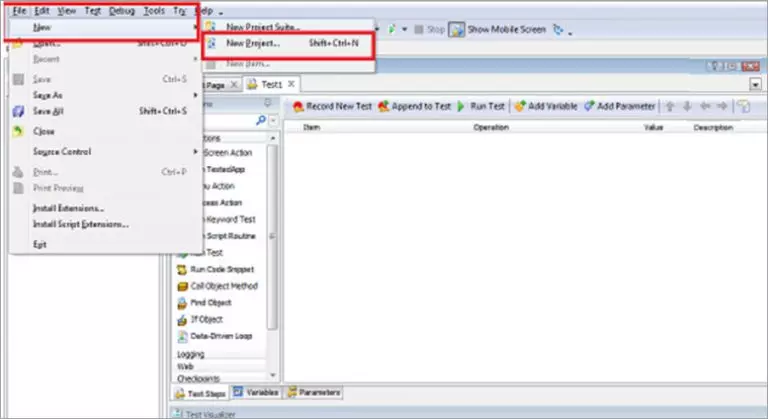 File Edit View Test Debug Tools Try Help
New
New Project Suite...
New Project... Shift+Ctrl+N
New Item...
Open... Shift+Ctrl+O
Recent
Save Ctrl+S
Save As
Save All Shift+Ctrl+S
Close
Source Control
Print... Ctrl+P
Print Preview
Install Extensions...
Install Script Extensions...
Exit
Stop Show Mobile Screen
Page Test1
Record New Test Append to Test Run Test Add Variable Add Parameter
Item Operation Value Description
Screen Action
TestedApp
Action
Action
Keyword Test
Script Routine
Run Test
Run Code Snippet
Call Object Method
Find Object
If Object
Data-Driven Loop
Logging
Web
Checkpoints
Test Steps Variables Parameters
Test Visualizer